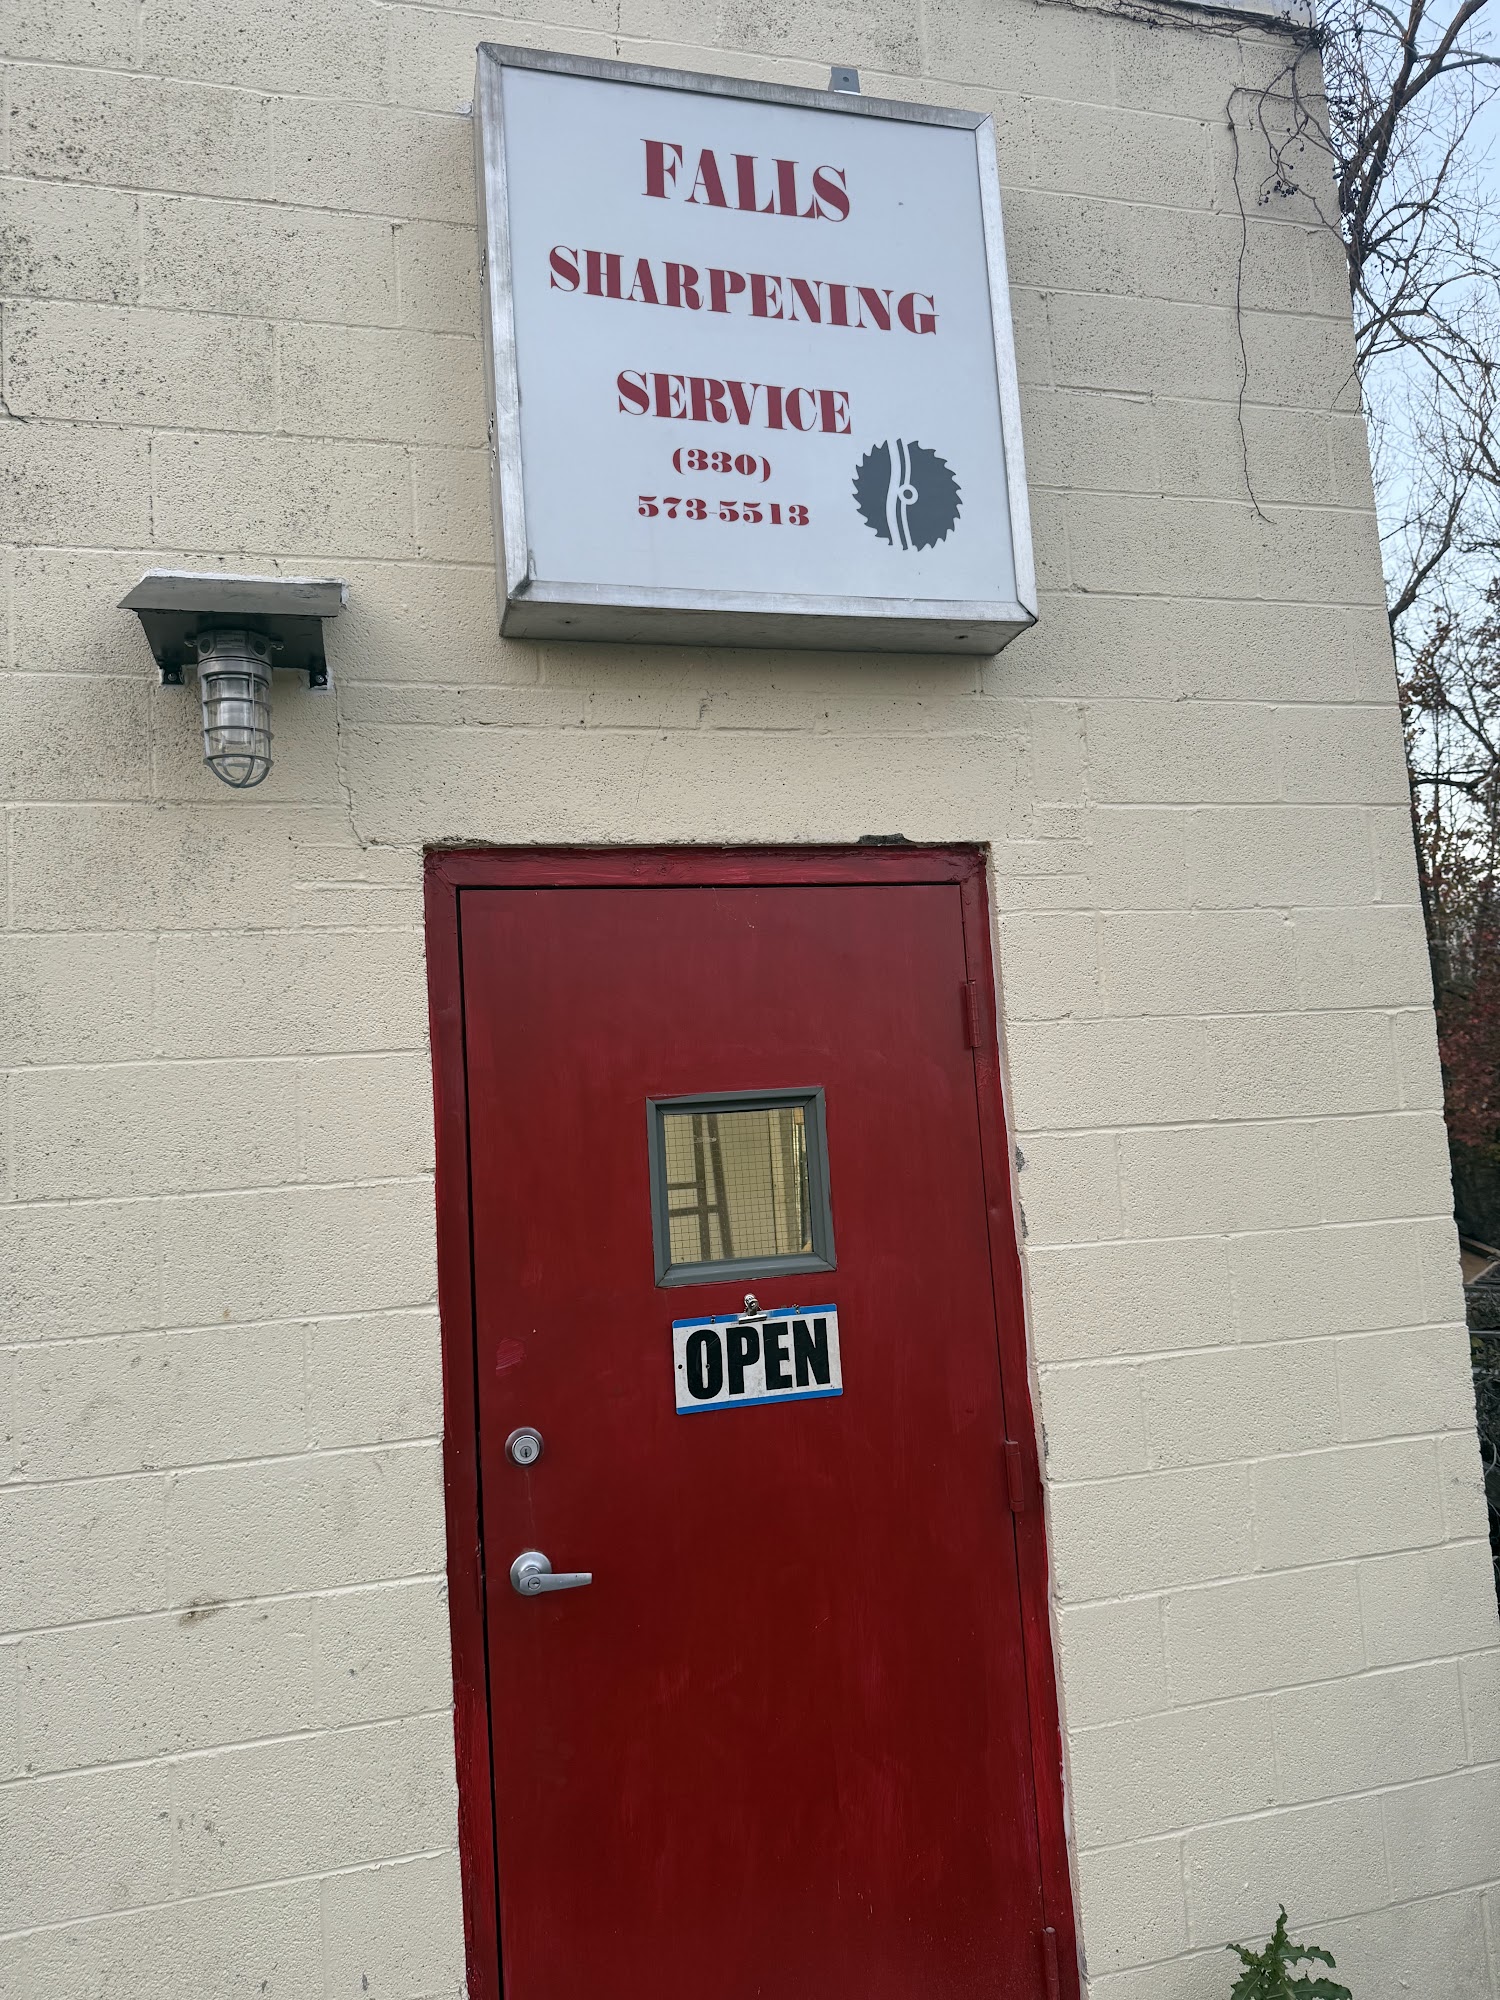 FALLS
SHARPENING
SERVICE
(330)
573-5513
OPEN